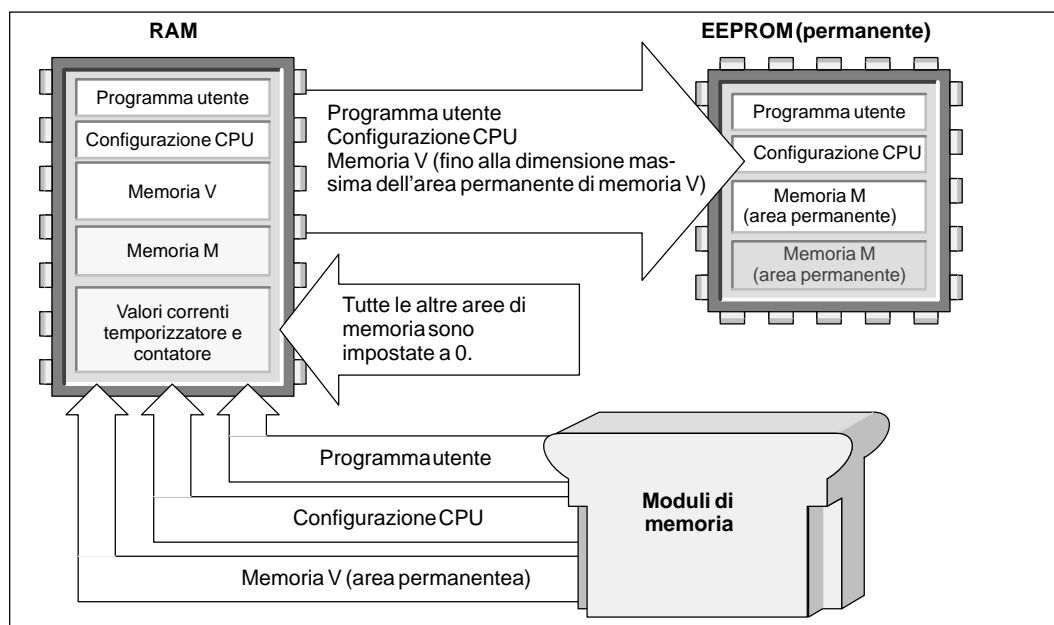 RAM
EEPROM (permanente)
Programma utente
Configurazione CPU
Memoria V
Memoria M
Valori correnti
temporizzatore e
contatore
Programma utente
Configurazione CPU
Memoria V (fino alla dimensione mas-
sima dell'area permanente di memoria V)
Programma utente
Configurazione CPU
Memoria M
(area permanente)
Memoria M
(area permanente)
Tutte le altre aree di
memoria sono
impostate a 0.
Programma utente
Configurazione CPU
Memoria V (area permanentea)
Moduli di
memoria